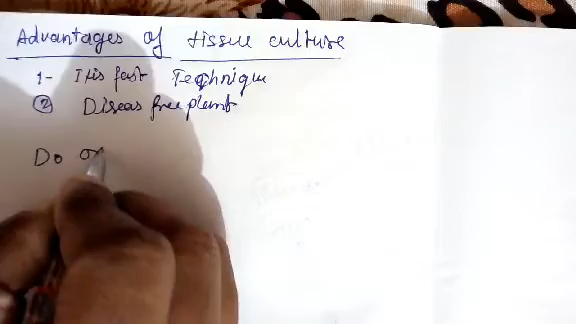 Advantages of tissue culture
1- It is fast Technique
② Diseas free plant
Do or